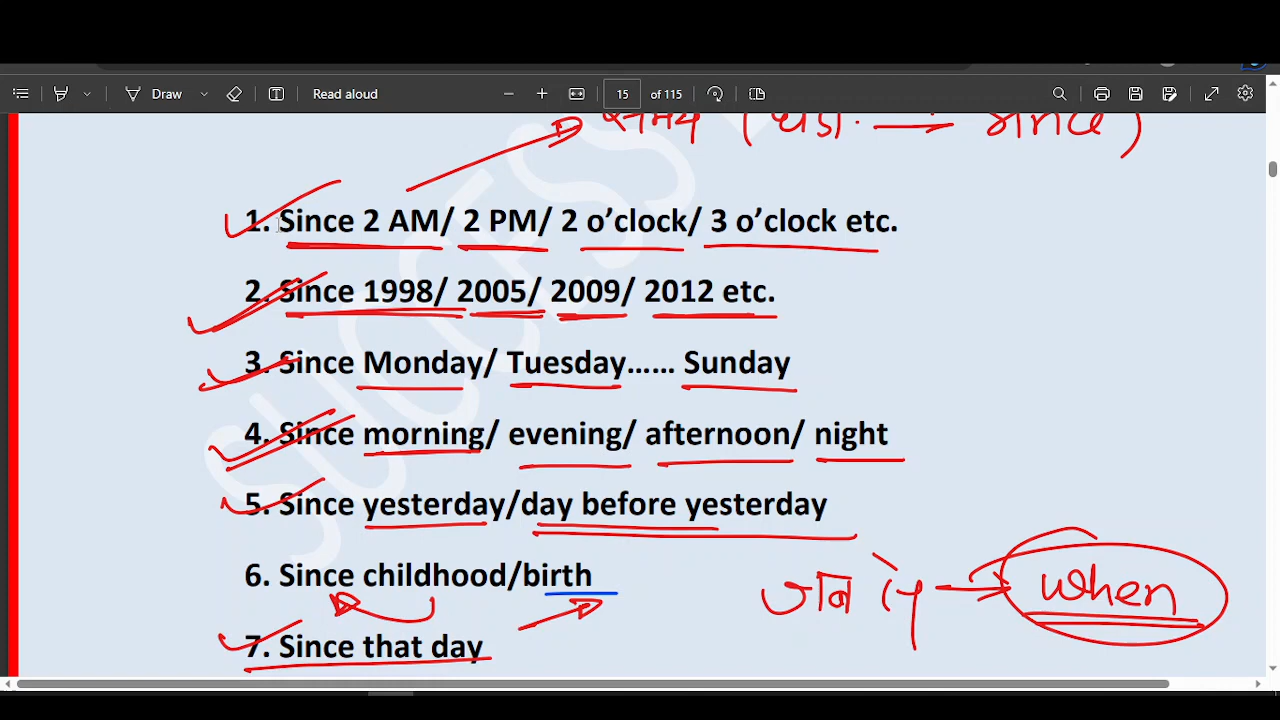 Draw
Read aloud
15 of 115
समय ( घड़ी → since )
1. Since 2 AM/ 2 PM/ 2 o’clock/ 3 o’clock etc.
2. Since 1998/ 2005/ 2009/ 2012 etc.
3. Since Monday/ Tuesday…… Sunday
4. Since morning/ evening/ afternoon/ night
5. Since yesterday/day before yesterday
6. Since childhood/birth
when
7. Since that day